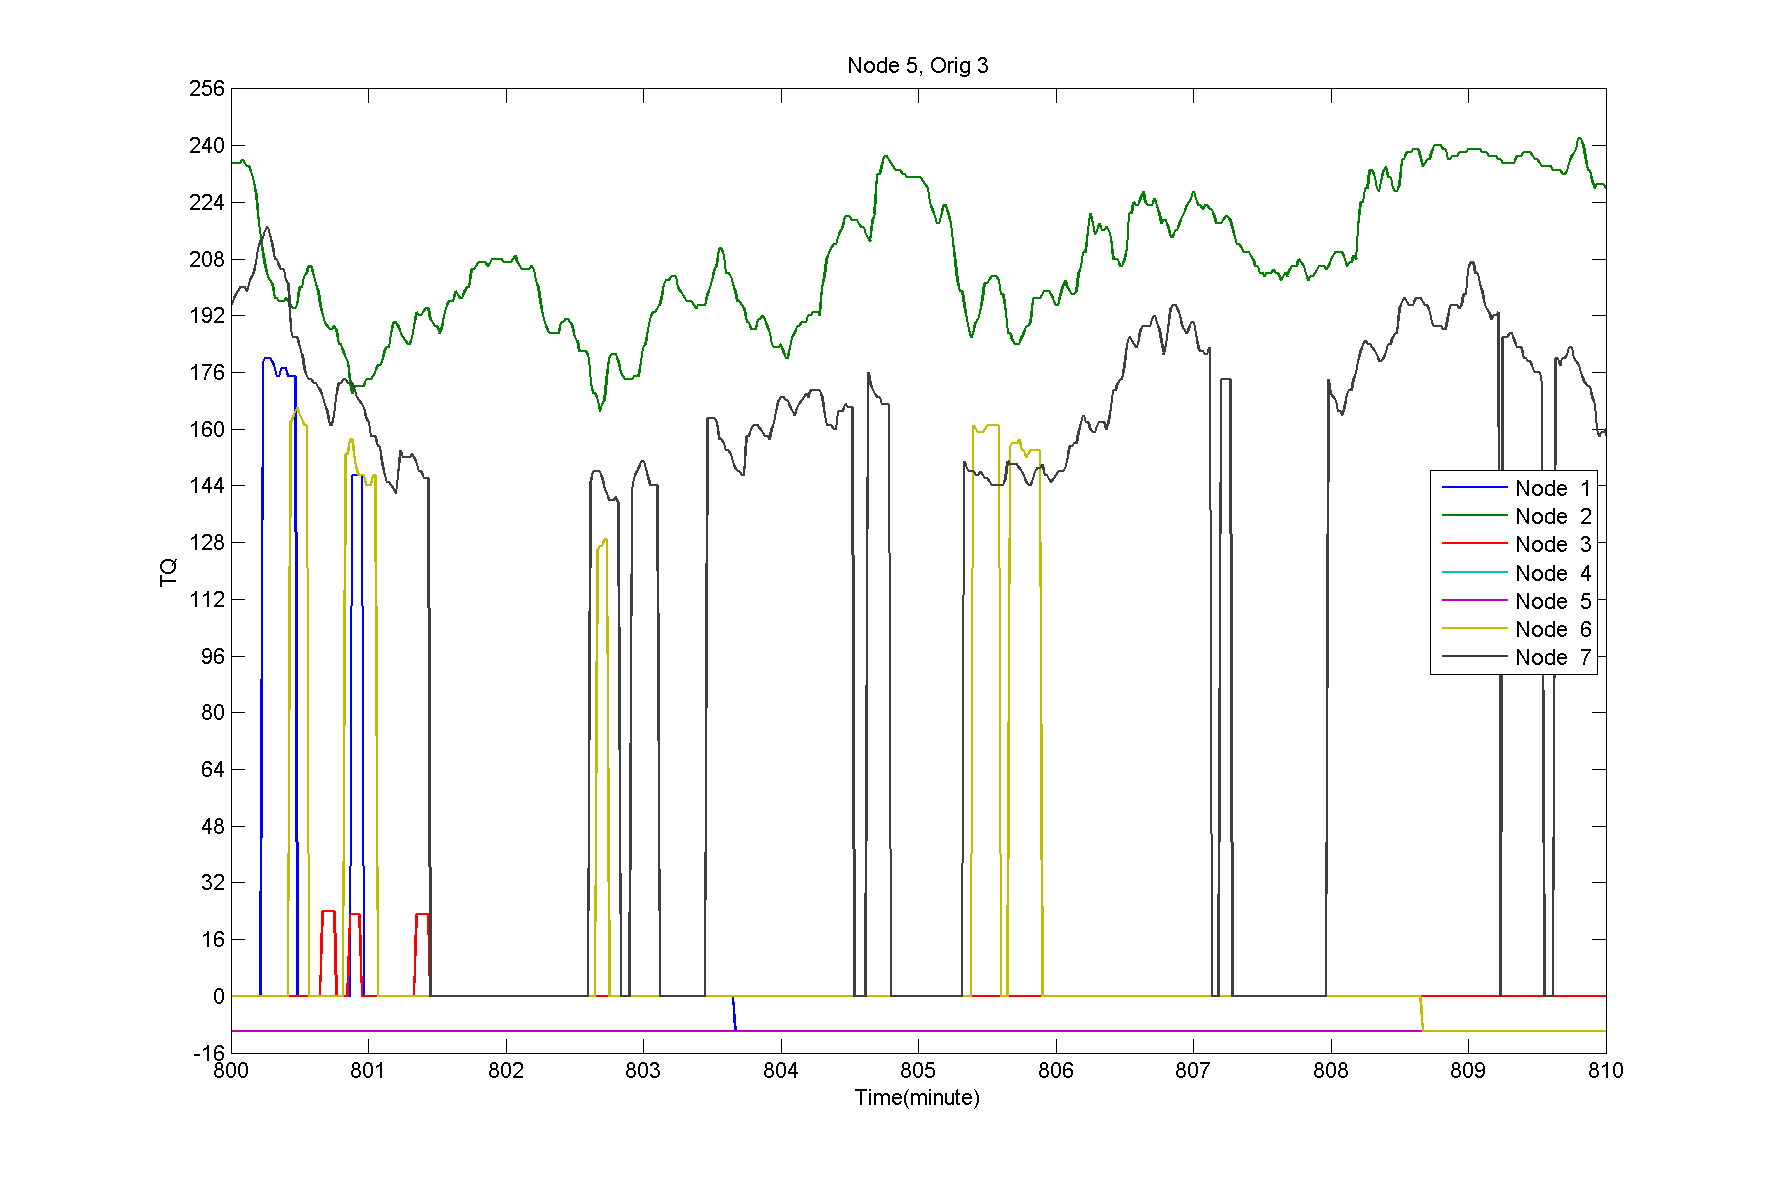 Node 5, Orig 3
256
240
224
208
192
176
160
144
128
112
96
80
64
48
32
16
0
-16
TQ
Node 1
Node 2
Node 3
Node 4
Node 5
Node 6
Node 7
800 801 802 803 804 805 806 807 808 809 810
Time(minute)